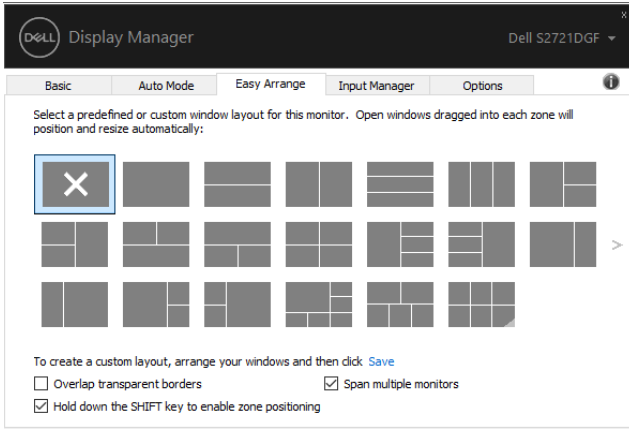 x
DELL Display Manager Dell S2721DGF
Basic Auto Mode Easy Arrange Input Manager Options
Select a predefined or custom window layout for this monitor. Open windows dragged into each zone will
position and resize automatically:
To create a custom layout, arrange your windows and then click Save
Overlap transparent borders Span multiple monitors
Hold down the SHIFT key to enable zone positioning